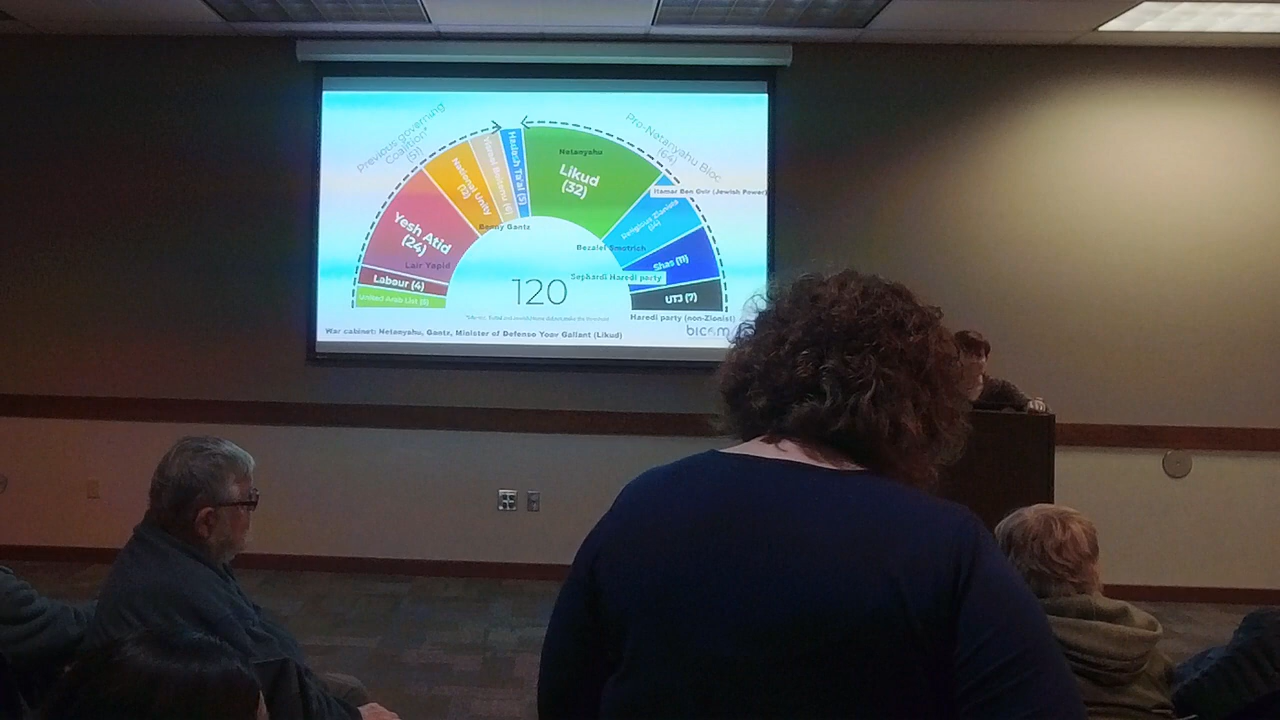 Previous governing
Coalition*
(51)
Pro-Netanyahu Bloc
(64)
Netanyahu
Likud
(32)
Hadash Ta'al (5)
Yisrael Beitenu (6)
National Unity
(12)
Benny Gantz
Yesh Atid
(24)
Lair Yapid
Labour (4)
United Arab List (5)
Itamar Ben Gvir (Jewish Power)
Religious Zionists
(14)
Bezalel Smotrich
Shas (11)
Sephardi Haredi party
UTJ (7)
Haredi party (non-Zionist)
120
War cabinet: Netanyahu, Gantz, Minister of Defense Yoav Gallant (Likud)
bicom